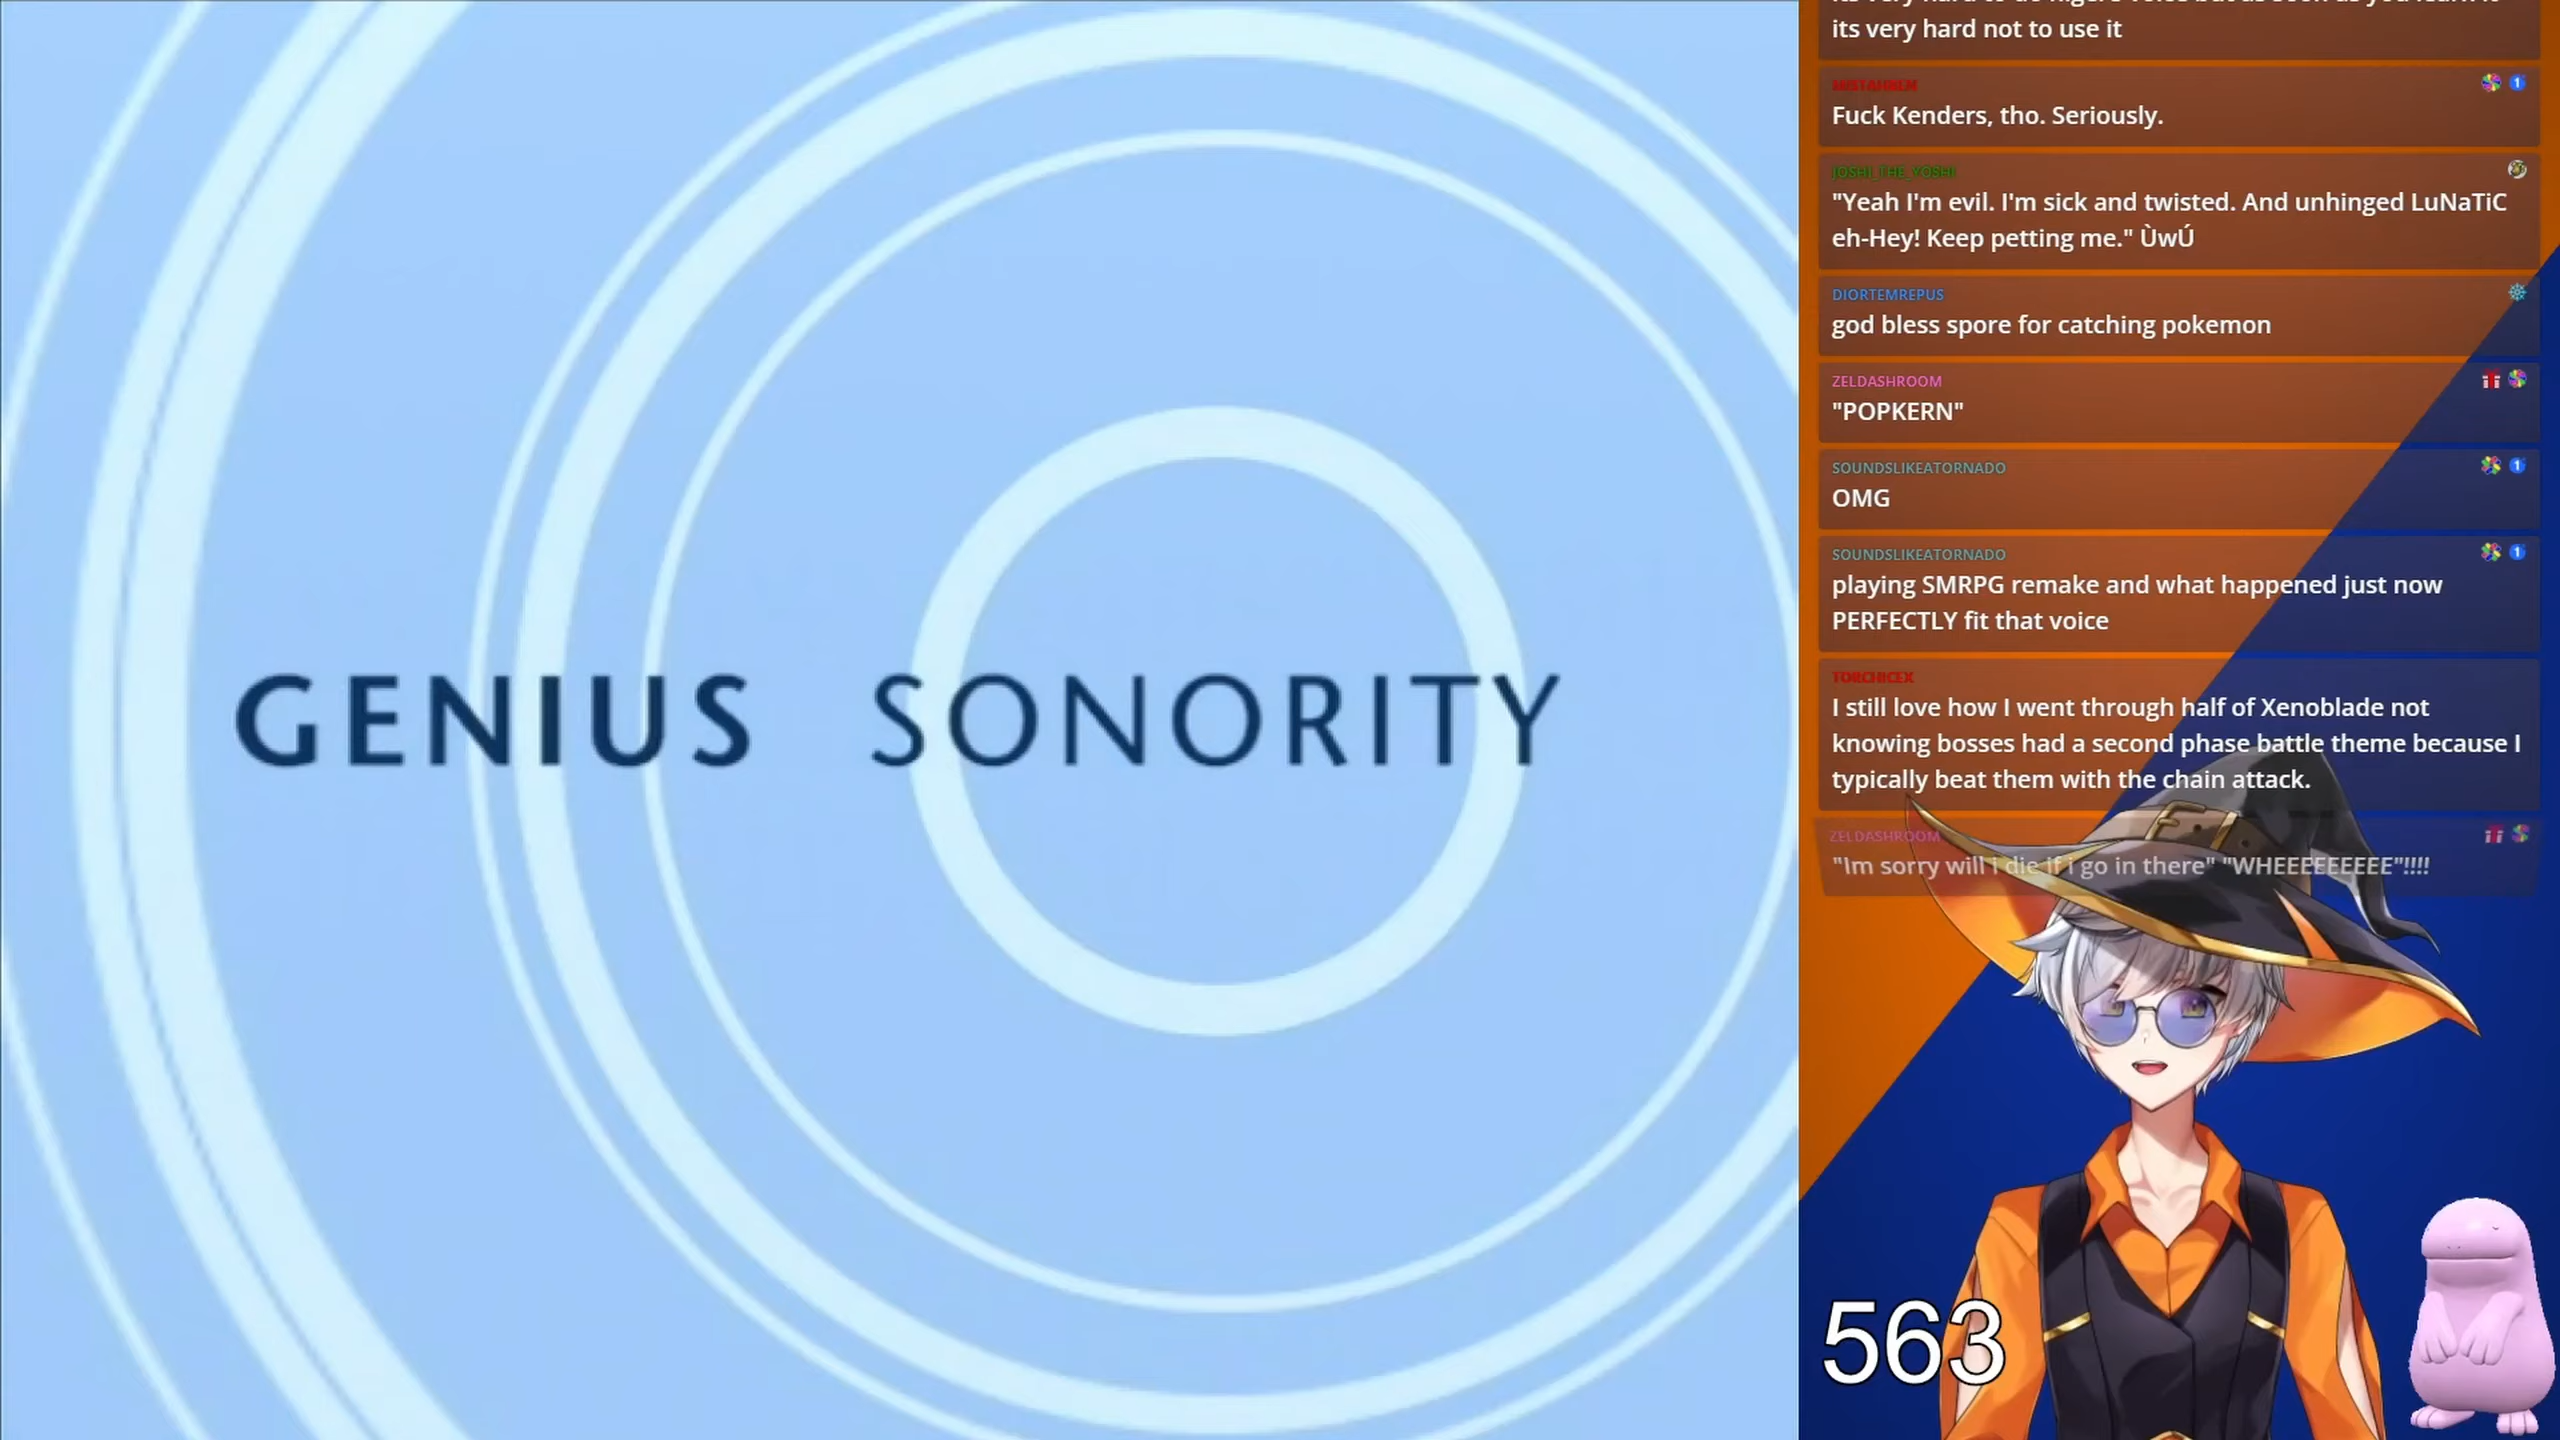 GENIUS SONORITY
its very hard not to use it
MISTAHREM
Fuck Kenders, tho. Seriously.
JOSHI_THE_YOSHI
"Yeah I'm evil. I'm sick and twisted. And unhinged LuNaTiC
eh-Hey! Keep petting me." ÙwÚ
DIORTEMREPUS
god bless spore for catching pokemon
ZELDASHROOM
"POPKERN"
SOUNDSLIKEATORNADO
OMG
SOUNDSLIKEATORNADO
playing SMRPG remake and what happened just now
PERFECTLY fit that voice
TORCHICEX
I still love how I went through half of Xenoblade not
knowing bosses had a second phase battle theme because I
typically beat them with the chain attack.
ZELDASHROOM
"Im sorry will i die if i go in there" "WHEEEEEEEEE"!!!!
563